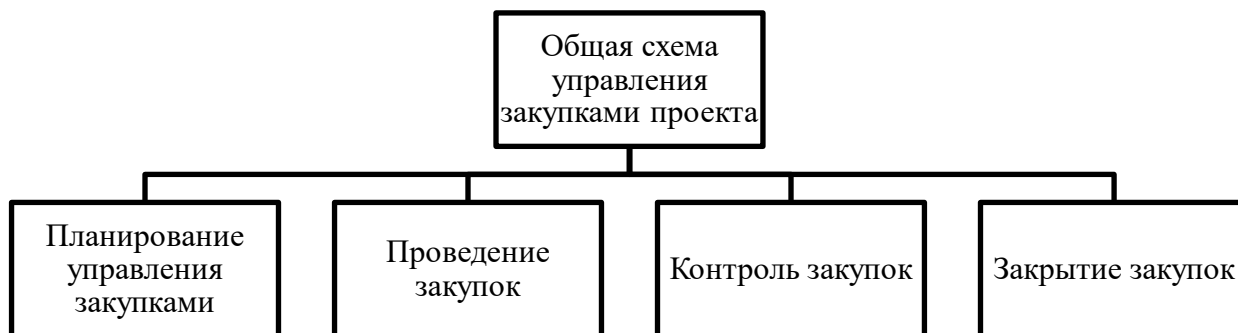 Общая схема
управления
закупками проекта
Планирование
управления
закупками
Проведение
закупок
Контроль закупок
Закрытие закупок